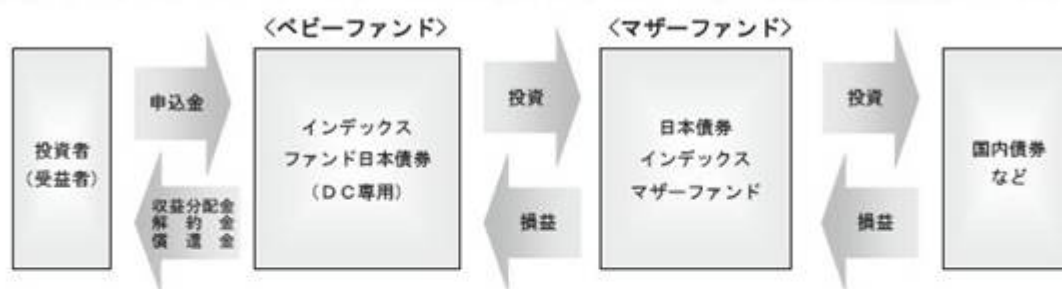 〈ベビーファンド〉
〈マザーファンド〉
投資者
(受益者)
申込金
収益分配金
解約金
償還金
インデックス
ファンド日本債券
(DC専用)
投資
損益
日本債券
インデックス
マザーファンド
投資
損益
国内債券
など